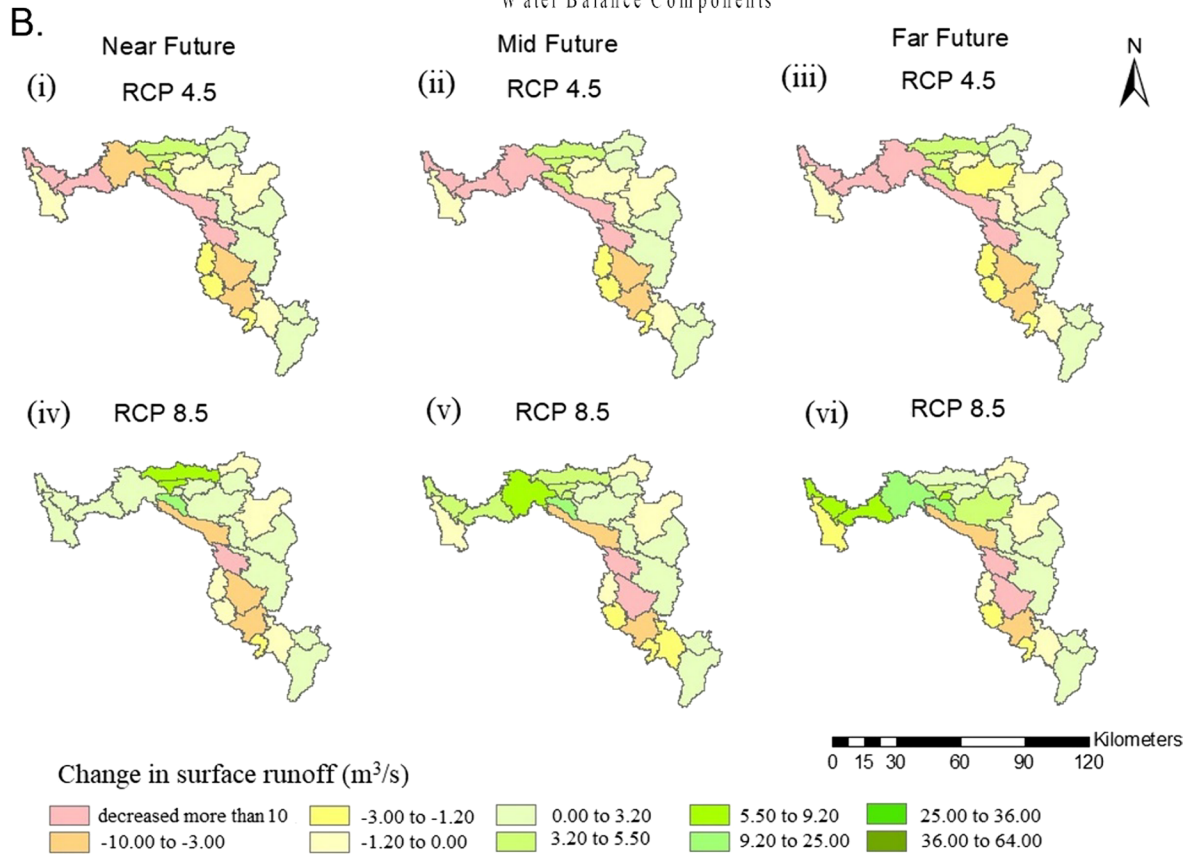 Water Balance Components
B.
Near Future
Mid Future
Far Future
N
(i)
RCP 4.5
(ii)
RCP 4.5
(iii)
RCP 4.5
(iv)
RCP 8.5
(v)
RCP 8.5
(vi)
RCP 8.5
Kilometers
0 15 30 60 90 120
Change in surface runoff (m³/s)
decreased more than 10
-3.00 to -1.20
0.00 to 3.20
5.50 to 9.20
25.00 to 36.00
-10.00 to -3.00
-1.20 to 0.00
3.20 to 5.50
9.20 to 25.00
36.00 to 64.00